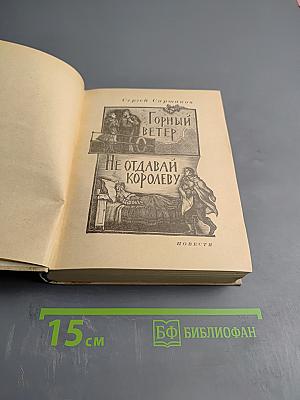 Сергей Сартаков
ГОРНЫЙ
ВЕТЕР
НЕ ОТДАВАЙ
КОРОЛЕВУ
ПОВЕСТИ
15 см
БФ БИБЛИОФАН